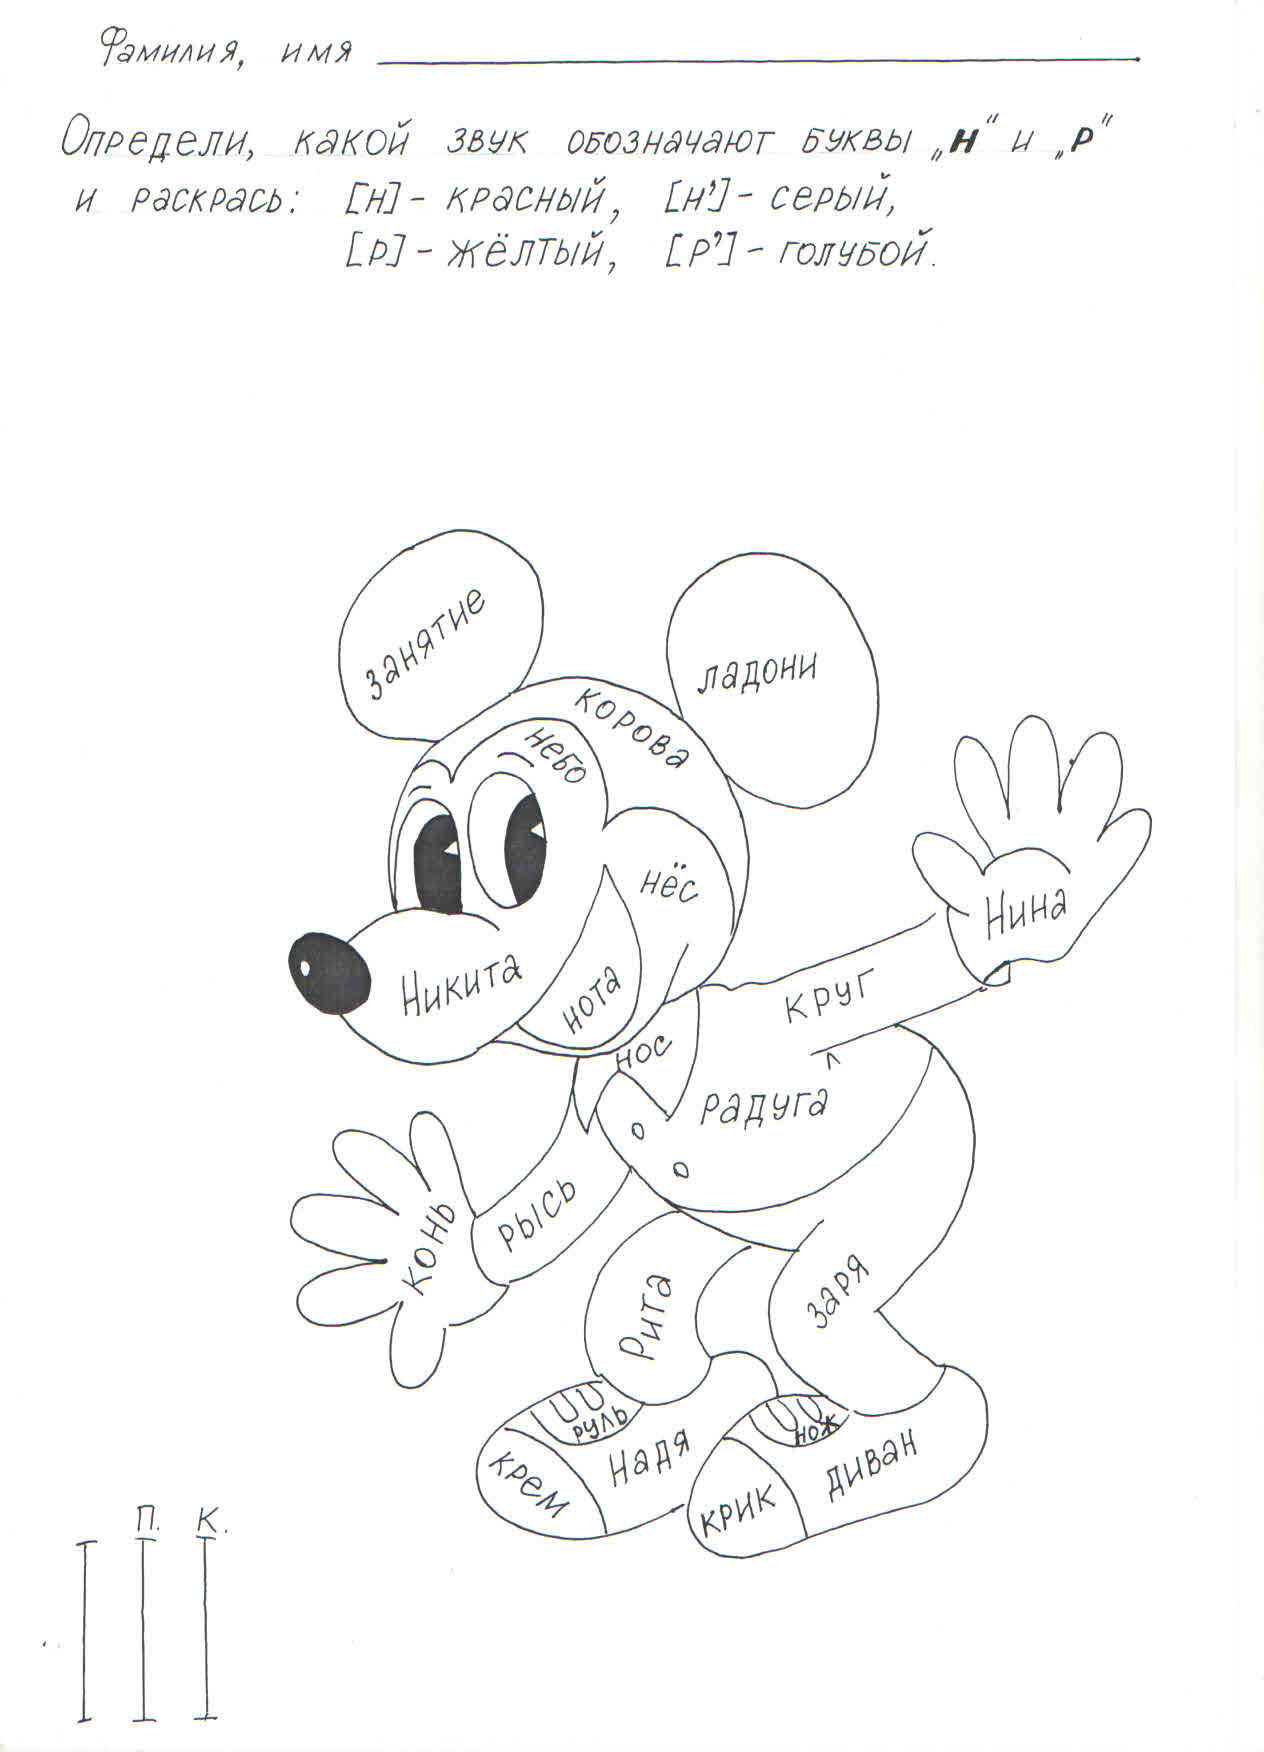 Фамилия, имя
Определи, какой звук обозначают буквы „н“ и „р“
и раскрась: [н] - красный, [н’] - серый,
[р] - жёлтый, [р’] - голубой.
занятие
ладони
корова
небо
нёс
Нина
Никита
нота
круг
нос
радуга
рысь
конь
Рита
заря
руль
нож
крем
Надя
крик
диван
П. К.